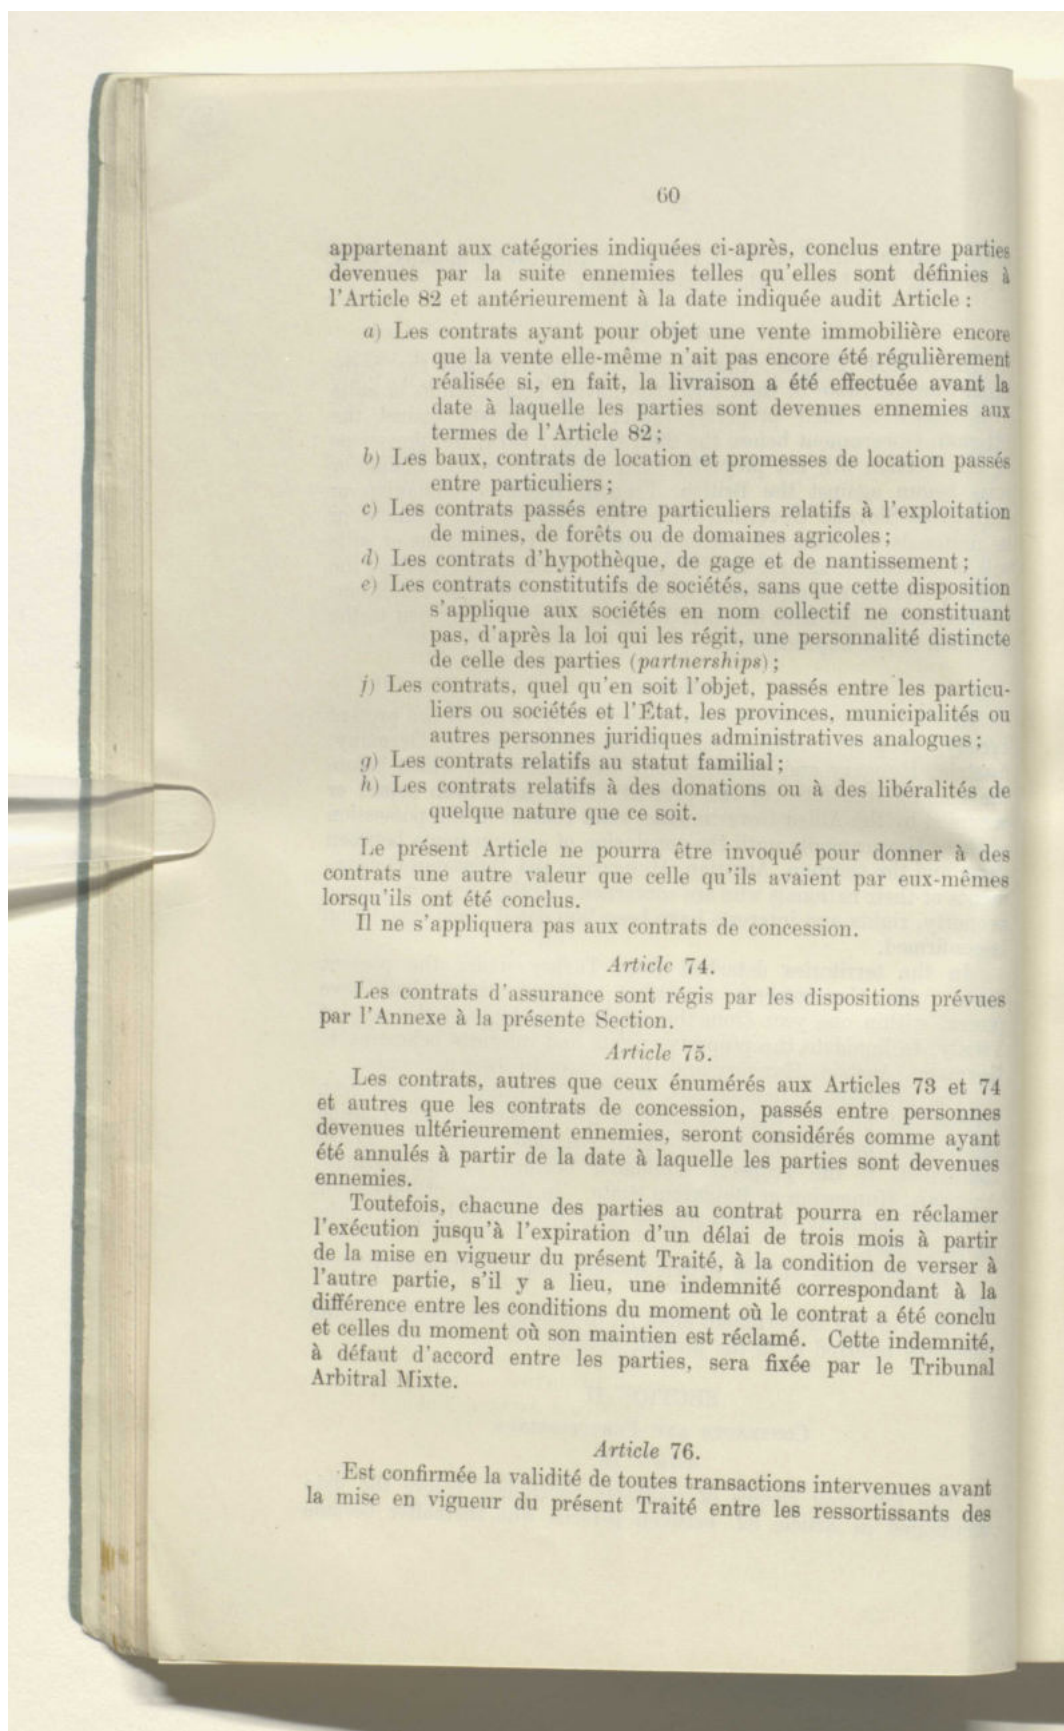 60
appartenant aux catégories indiquées ci-après, conclus entre parties
devenues par la suite ennemies telles qu'elles sont définies à
l'Article 82 et antérieurement à la date indiquée audit Article :
a) Les contrats ayant pour objet une vente immobilière encore
que la vente elle-même n'ait pas encore été régulièrement
réalisée si, en fait, la livraison a été effectuée avant la
date à laquelle les parties sont devenues ennemies aux
termes de l'Article 82;
b) Les baux, contrats de location et promesses de location passés
entre particuliers;
c) Les contrats passés entre particuliers relatifs à l'exploitation
de mines, de forêts ou de domaines agricoles;
d) Les contrats d'hypothèque, de gage et de nantissement;
e) Les contrats constitutifs de sociétés, sans que cette disposition
s'applique aux sociétés en nom collectif ne constituant
pas, d'après la loi qui les régit, une personnalité distincte
de celle des parties (partnerships);
f) Les contrats, quel qu'en soit l'objet, passés entre les particu-
liers ou sociétés et l'État, les provinces, municipalités ou
autres personnes juridiques administratives analogues;
g) Les contrats relatifs au statut familial;
h) Les contrats relatifs à des donations ou à des libéralités de
quelque nature que ce soit.
Le présent Article ne pourra être invoqué pour donner à des
contrats une autre valeur que celle qu'ils avaient par eux-mêmes
lorsqu'ils ont été conclus.
Il ne s'appliquera pas aux contrats de concession.
Article 74.
Les contrats d'assurance sont régis par les dispositions prévues
par l'Annexe à la présente Section.
Article 75.
Les contrats, autres que ceux énumérés aux Articles 73 et 74
et autres que les contrats de concession, passés entre personnes
devenues ultérieurement ennemies, seront considérés comme ayant
été annulés à partir de la date à laquelle les parties sont devenues
ennemies.
Toutefois, chacune des parties au contrat pourra en réclamer
l'exécution jusqu'à l'expiration d'un délai de trois mois à partir
de la mise en vigueur du présent Traité, à la condition de verser à
l'autre partie, s'il y a lieu, une indemnité correspondant à la
différence entre les conditions du moment où le contrat a été conclu
et celles du moment où son maintien est réclamé. Cette indemnité,
à défaut d'accord entre les parties, sera fixée par le Tribunal
Arbitral Mixte.
Article 76.
Est confirmée la validité de toutes transactions intervenues avant
la mise en vigueur du présent Traité entre les ressortissants des